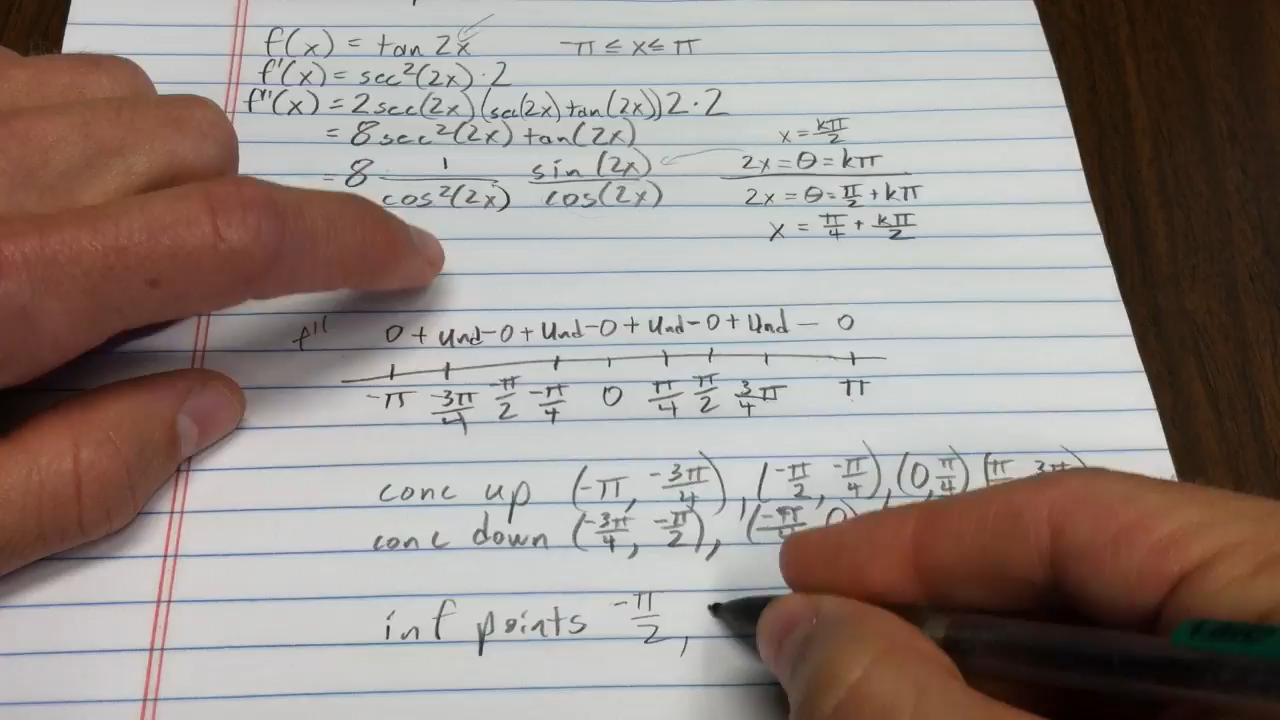 f(x) = tan 2x -π ≤ x ≤ π
f'(x) = sec²(2x) · 2
f''(x) = 2sec(2x)(sec(2x)tan(2x))2·2
= 8sec²(2x) tan(2x)
x = kπ/2
= 8 1/cos²(2x) sin(2x)/cos(2x)
2x = θ = kπ
2x = θ = π/2 + kπ
x = π/4 + kπ/2
f'' 0 + und - 0 + und - 0 + und - 0 + und - 0
-π -3π/4 -π/2 -π/4 0 π/4 π/2 3/4π π
conc up (-π, -3π/4), (-π/2, -π/4), (0, π/4) (π
conc down (-3π/4, -π/2), (
inf points -π/2,